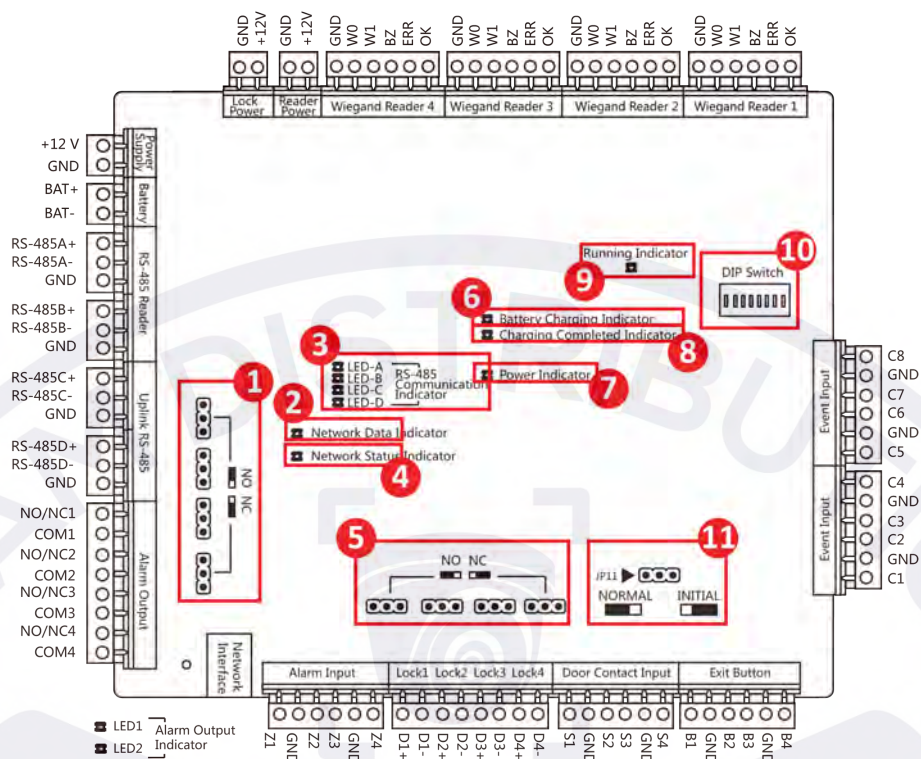 GND +12V GND +12V GND W0 W1 BZ ERR OK GND W0 W1 BZ ERR OK GND W0 W1 BZ ERR OK GND W0 W1 BZ ERR OK
Lock Power
Reader Power
Wiegand Reader 4
Wiegand Reader 3
Wiegand Reader 2
Wiegand Reader 1
+12 V
GND
Power Supply
BAT+
BAT-
Battery
RS-485A+
RS-485A-
GND
RS-485B+
RS-485B-
GND
RS-485 Reader
RS-485C+
RS-485C-
GND
RS-485D+
RS-485D-
GND
Uplink RS-485
NO/NC1
COM1
NO/NC2
COM2
NO/NC3
COM3
NO/NC4
COM4
Alarm Output
Running Indicator
9
10
DIP Switch
6
Battery Charging Indicator
Charging Completed Indicator
8
3
LED-A
LED-B
LED-C
LED-D
RS-485
Communication
Indicator
Power Indicator
7
1
NO
NC
2
Network Data Indicator
Network Status Indicator
4
5
NO NC
11
JP11
NORMAL INITIAL
C8
GND
C7
C6
GND
C5
Event Input
C4
GND
C3
C2
GND
C1
Event Input
Network
Interface
Alarm Input
Lock1 Lock2 Lock3 Lock4
Door Contact Input
Exit Button
Z1 GND Z2 Z3 GND Z4 D1+ D1- D2+ D2- D3+ D3- D4+ D4- S1 GND S2 S3 GND S4 B1 GND B2 B3 GND B4
LED1
LED2
Alarm Output
Indicator
DISTRIBU